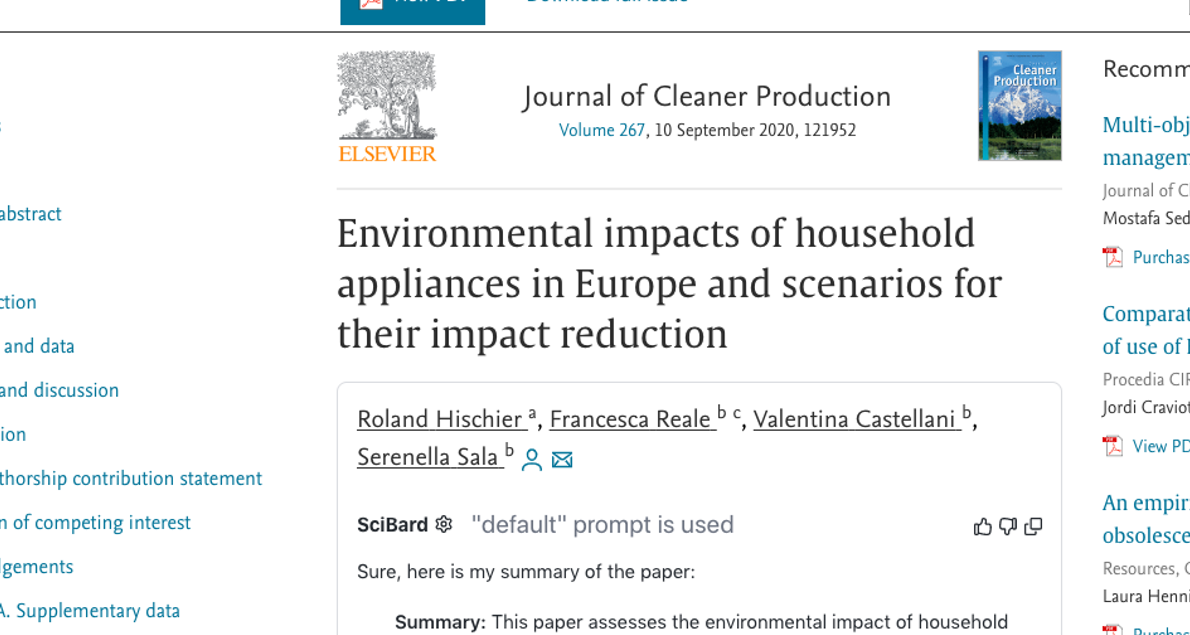 ELSEVIER
Journal of Cleaner Production
Volume 267, 10 September 2020, 121952
Cleaner
Production
Environmental impacts of household
appliances in Europe and scenarios for
their impact reduction
Roland Hischier a, Francesca Reale b c, Valentina Castellani b,
Serenella Sala b
SciBard "default" prompt is used
Sure, here is my summary of the paper:
Summary: This paper assesses the environmental impact of household
abstract
ction
and data
and discussion
ion
thorship contribution statement
n of competing interest
lgements
A. Supplementary data
Recomm
Multi-obj
managem
Journal of C
Mostafa Sed
Purchas
Comparat
of use of
Procedia CIR
Jordi Craviot
View PD
An empir
obsolesce
Resources,
Laura Henni